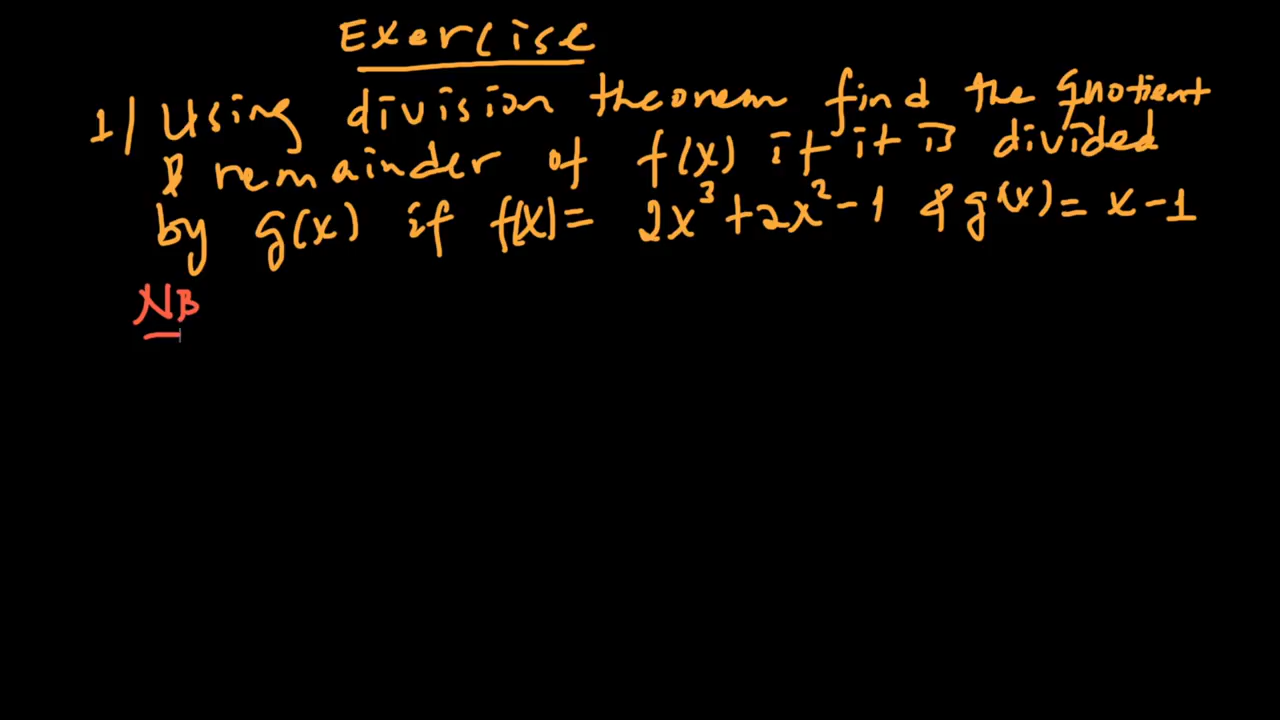 Exercise
1/ Using division theorem find the quotient
& remainder of f(x) if it is divided
by g(x) if f(x)= 2x³+2x²-1 & g(x)= x-1
NB